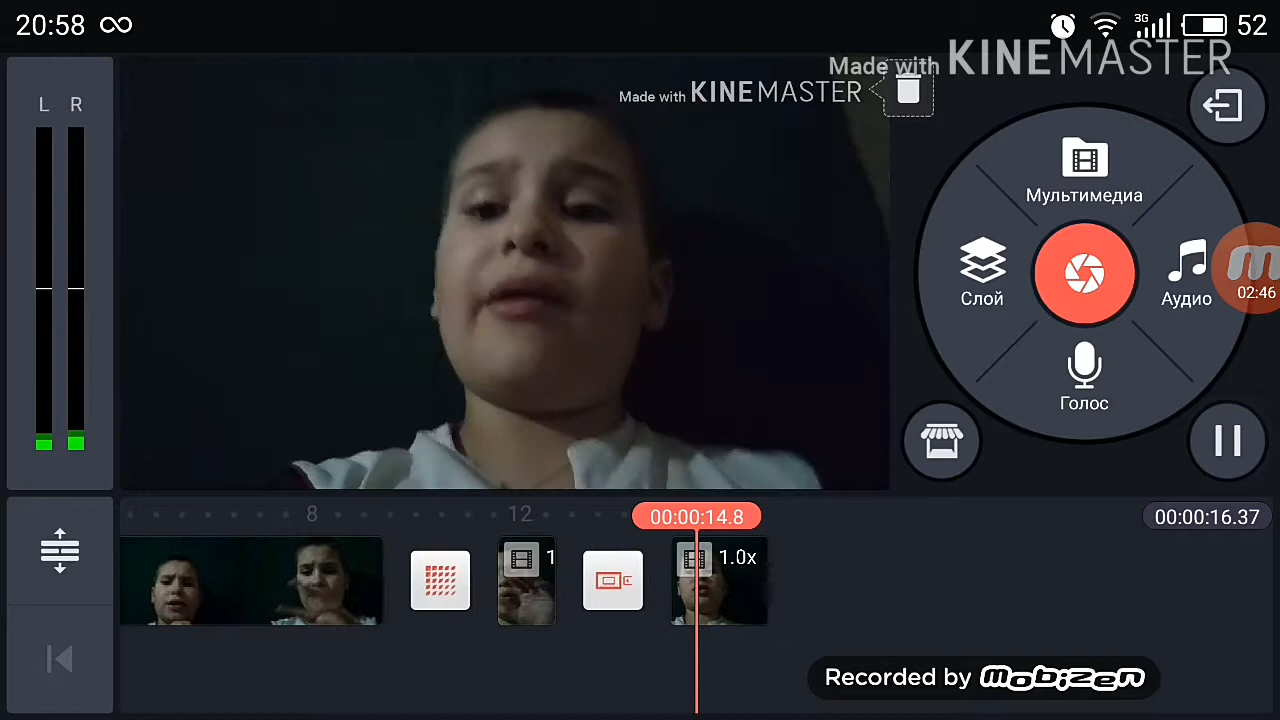 20:58
3G
52
Made with KINEMASTER
Made with KINEMASTER
L R
Мультимедиа
Слой
Аудио
02:46
Голос
8
12
00:00:14.8
00:00:16.37
1
1.0x
Recorded by mobizen